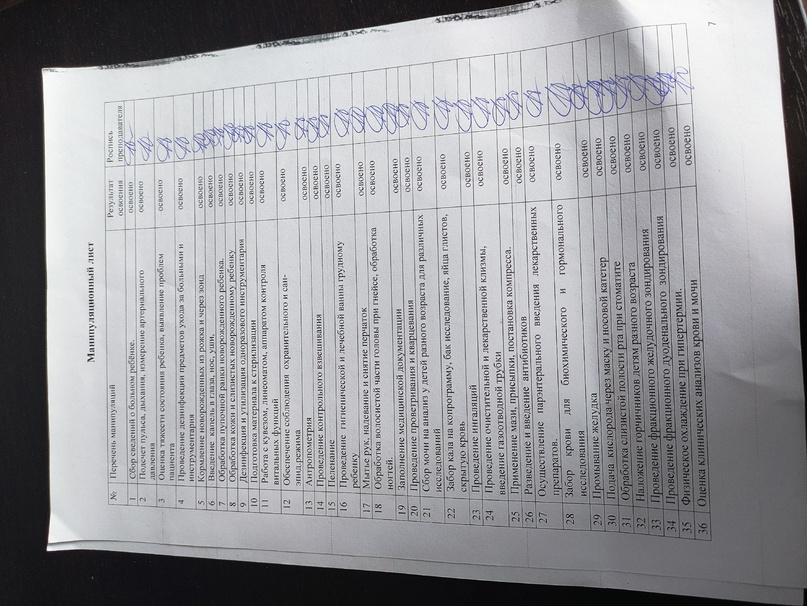 Манипуляционный лист
№ Перечень манипуляций Результат освоения Роспись преподавателя
1 Сбор сведений о больном ребёнке. освоено
2 Подсчет пульса, дыхания, измерение артериального
давления освоено
3 Оценка тяжести состояния ребенка, выявление проблем
пациента освоено
4 Проведение дезинфекции предметов ухода за больными и
инструментария освоено
5 Кормление новорожденных из рожка и через зонд освоено
6 Введение капель в глаза, нос, уши, освоено
7 Обработка пупочной ранки новорожденного ребенка. освоено
8 Обработка кожи и слизистых новорожденному ребенку освоено
9 Дезинфекция и утилизация одноразового инструментария освоено
10 Подготовка материала к стерилизации освоено
11 Работа с кувезом, линеоматом, аппаратом контроля
витальных функций освоено
12 Обеспечение соблюдения охранительного и сан-
эпид.режима освоено
13 Антропометрия освоено
14 Проведение контрольного взвешивания освоено
15 Пеленание освоено
16 Проведение гигиенической и лечебной ванны грудному
ребенку освоено
17 Мытье рук, надевание и снятие перчаток освоено
18 Обработка волосистой части головы при гнейсе, обработка
ногтей. освоено
19 Заполнение медицинской документации освоено
20 Проведение проветривания и кварцевания освоено
21 Сбор мочи на анализ у детей разного возраста для различных
исследований освоено
22 Забор кала на копрограмму, бак исследование, яйца глистов,
скрытую кровь. освоено
23 Проведение ингаляций освоено
24 Проведение очистительной и лекарственной клизмы,
введение газоотводной трубки освоено
25 Применение мази, присыпки, постановка компресса. освоено
26 Разведение и введение антибиотиков освоено
27 Осуществление парэнтерального введения лекарственных
препаратов. освоено
28 Забор крови для биохимического и гормонального
исследования освоено
29 Промывание желудка освоено
30 Подача кислорода через маску и носовой катетер освоено
31 Обработка слизистой полости рта при стоматите освоено
32 Наложение горчичников детям разного возраста освоено
33 Проведение фракционного желудочного зондирования освоено
34 Проведение фракционного дуоденального зондирования освоено
35 Физическое охлаждение при гипертермии. освоено
36 Оценка клинических анализов крови и мочи освоено
7